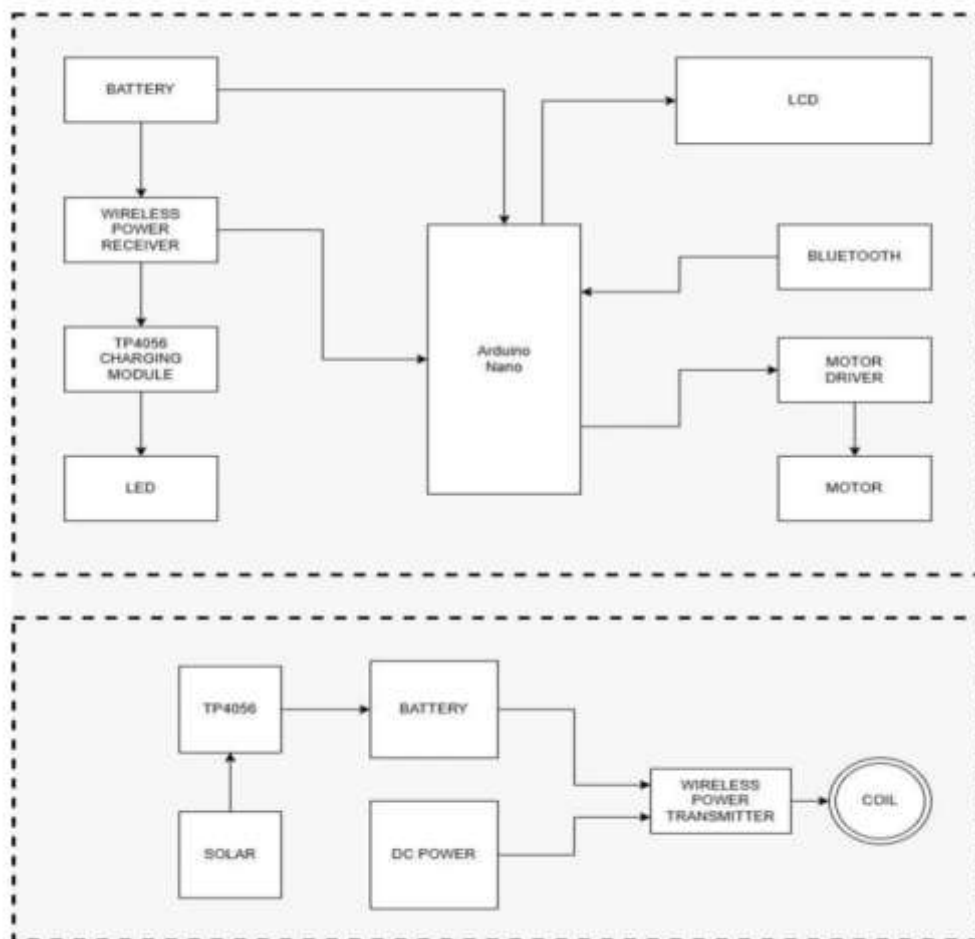 BATTERY
LCD
WIRELESS
POWER
RECEIVER
BLUETOOTH
TP4056
CHARGING
MODULE
Arduino
Nano
MOTOR
DRIVER
LED
MOTOR
TP4056
BATTERY
WIRELESS
POWER
TRANSMITTER
COIL
SOLAR
DC POWER